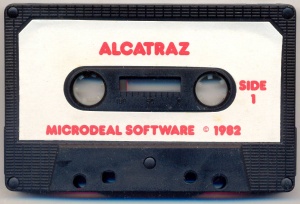 ALCATRAZ
SIDE
1
MICRODEAL SOFTWARE © 1982